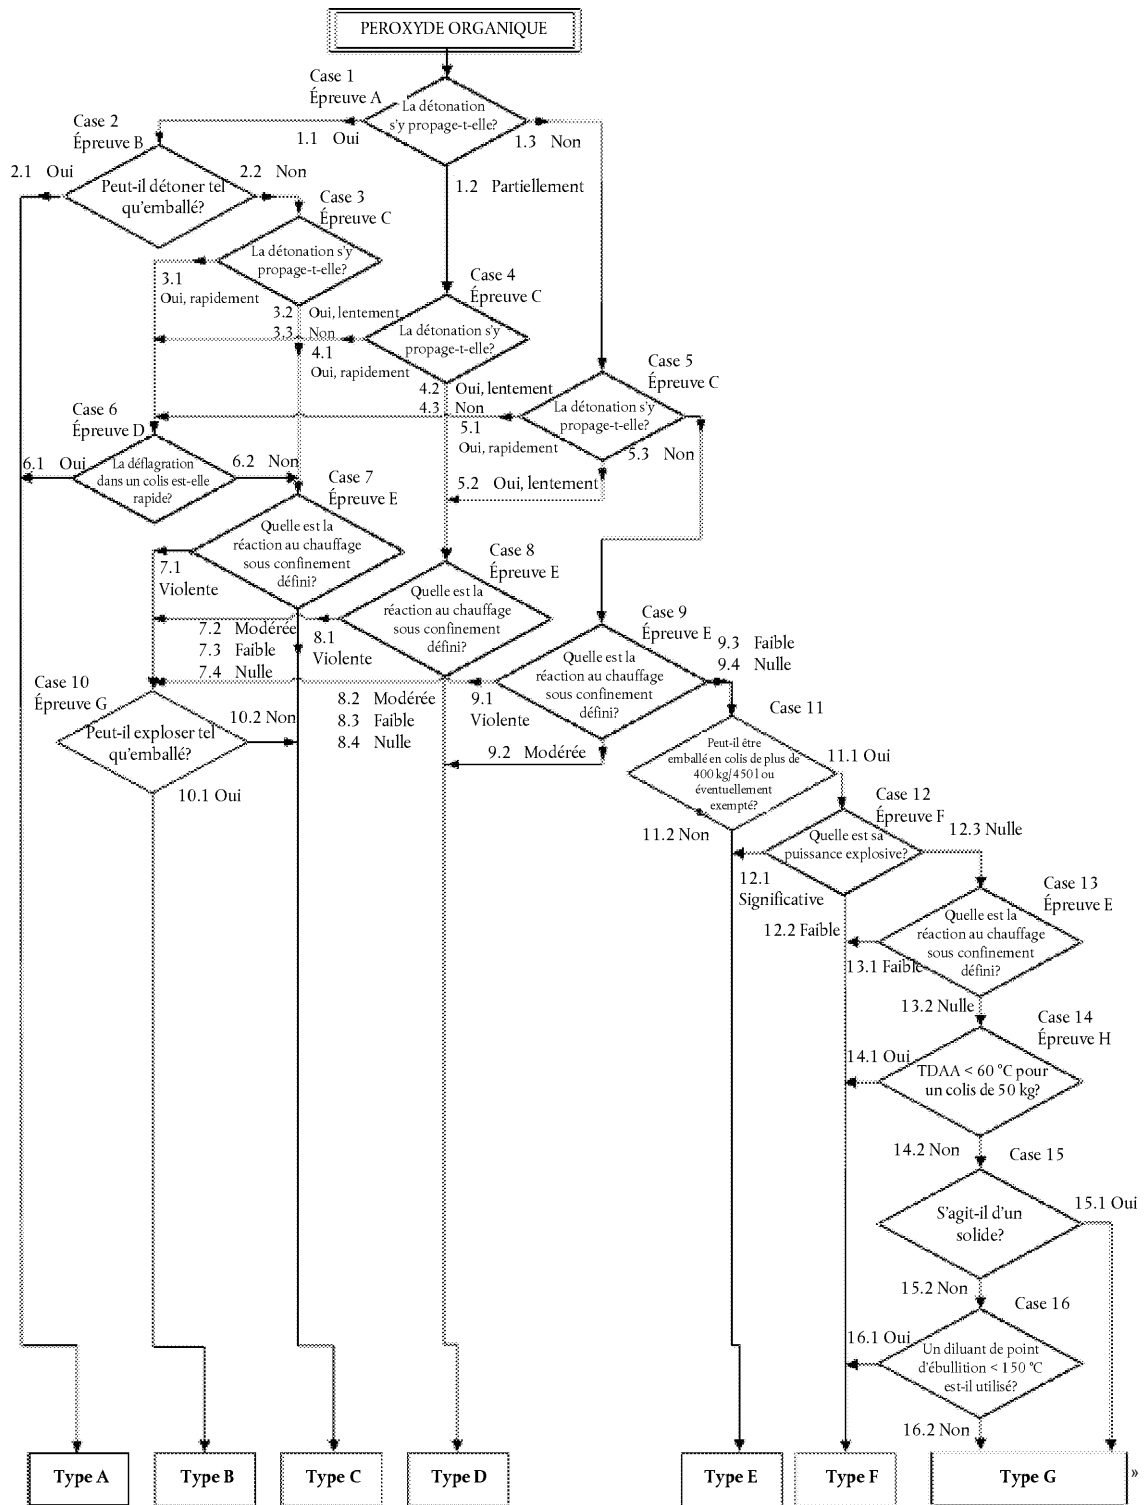 PEROXYDE ORGANIQUE
Case 1
Épreuve A
La détonation
s'y propage-t-elle?
1.1 Oui
1.3 Non
1.2 Partiellement
Case 2
Épreuve B
2.1 Oui
2.2 Non
Peut-il détoner tel
qu'emballé?
Case 3
Épreuve C
La détonation s'y
propage-t-elle?
3.1
Oui, rapidement
3.2 Oui, lentement
3.3 Non
Case 4
Épreuve C
La détonation s'y
propage-t-elle?
4.1
Oui, rapidement
4.2 Oui, lentement
4.3 Non
Case 5
Épreuve C
La détonation s'y
propage-t-elle?
5.1
Oui, rapidement
5.3 Non
5.2 Oui, lentement
Case 6
Épreuve D
6.1 Oui
6.2 Non
La déflagration
dans un colis est-elle
rapide?
Case 7
Épreuve E
Quelle est la
réaction au chauffage
sous confinement
défini?
7.1
Violente
7.2 Modérée
7.3 Faible
7.4 Nulle
Case 8
Épreuve E
Quelle est la
réaction au chauffage
sous confinement
défini?
8.1
Violente
8.2 Modérée
8.3 Faible
8.4 Nulle
Case 9
Épreuve E
Quelle est la
réaction au chauffage
sous confinement
défini?
9.3 Faible
9.4 Nulle
9.1
Violente
9.2 Modérée
Case 10
Épreuve G
Peut-il exploser tel
qu'emballé?
10.2 Non
10.1 Oui
Case 11
Peut-il être
emballé en colis de plus de
400 kg/450 l ou
éventuellement
exempté?
11.1 Oui
11.2 Non
Case 12
Épreuve F
Quelle est sa
puissance explosive?
12.3 Nulle
12.1
Significative
12.2 Faible
Case 13
Épreuve E
Quelle est la
réaction au chauffage
sous confinement
défini?
13.1 Faible
13.2 Nulle
Case 14
Épreuve H
14.1 Oui
TDAA < 60 °C pour
un colis de 50 kg?
14.2 Non
Case 15
S'agit-il d'un
solide?
15.1 Oui
15.2 Non
Case 16
16.1 Oui
Un diluant de point
d'ébullition < 150 °C
est-il utilisé?
16.2 Non
Type A
Type B
Type C
Type D
Type E
Type F
Type G
»